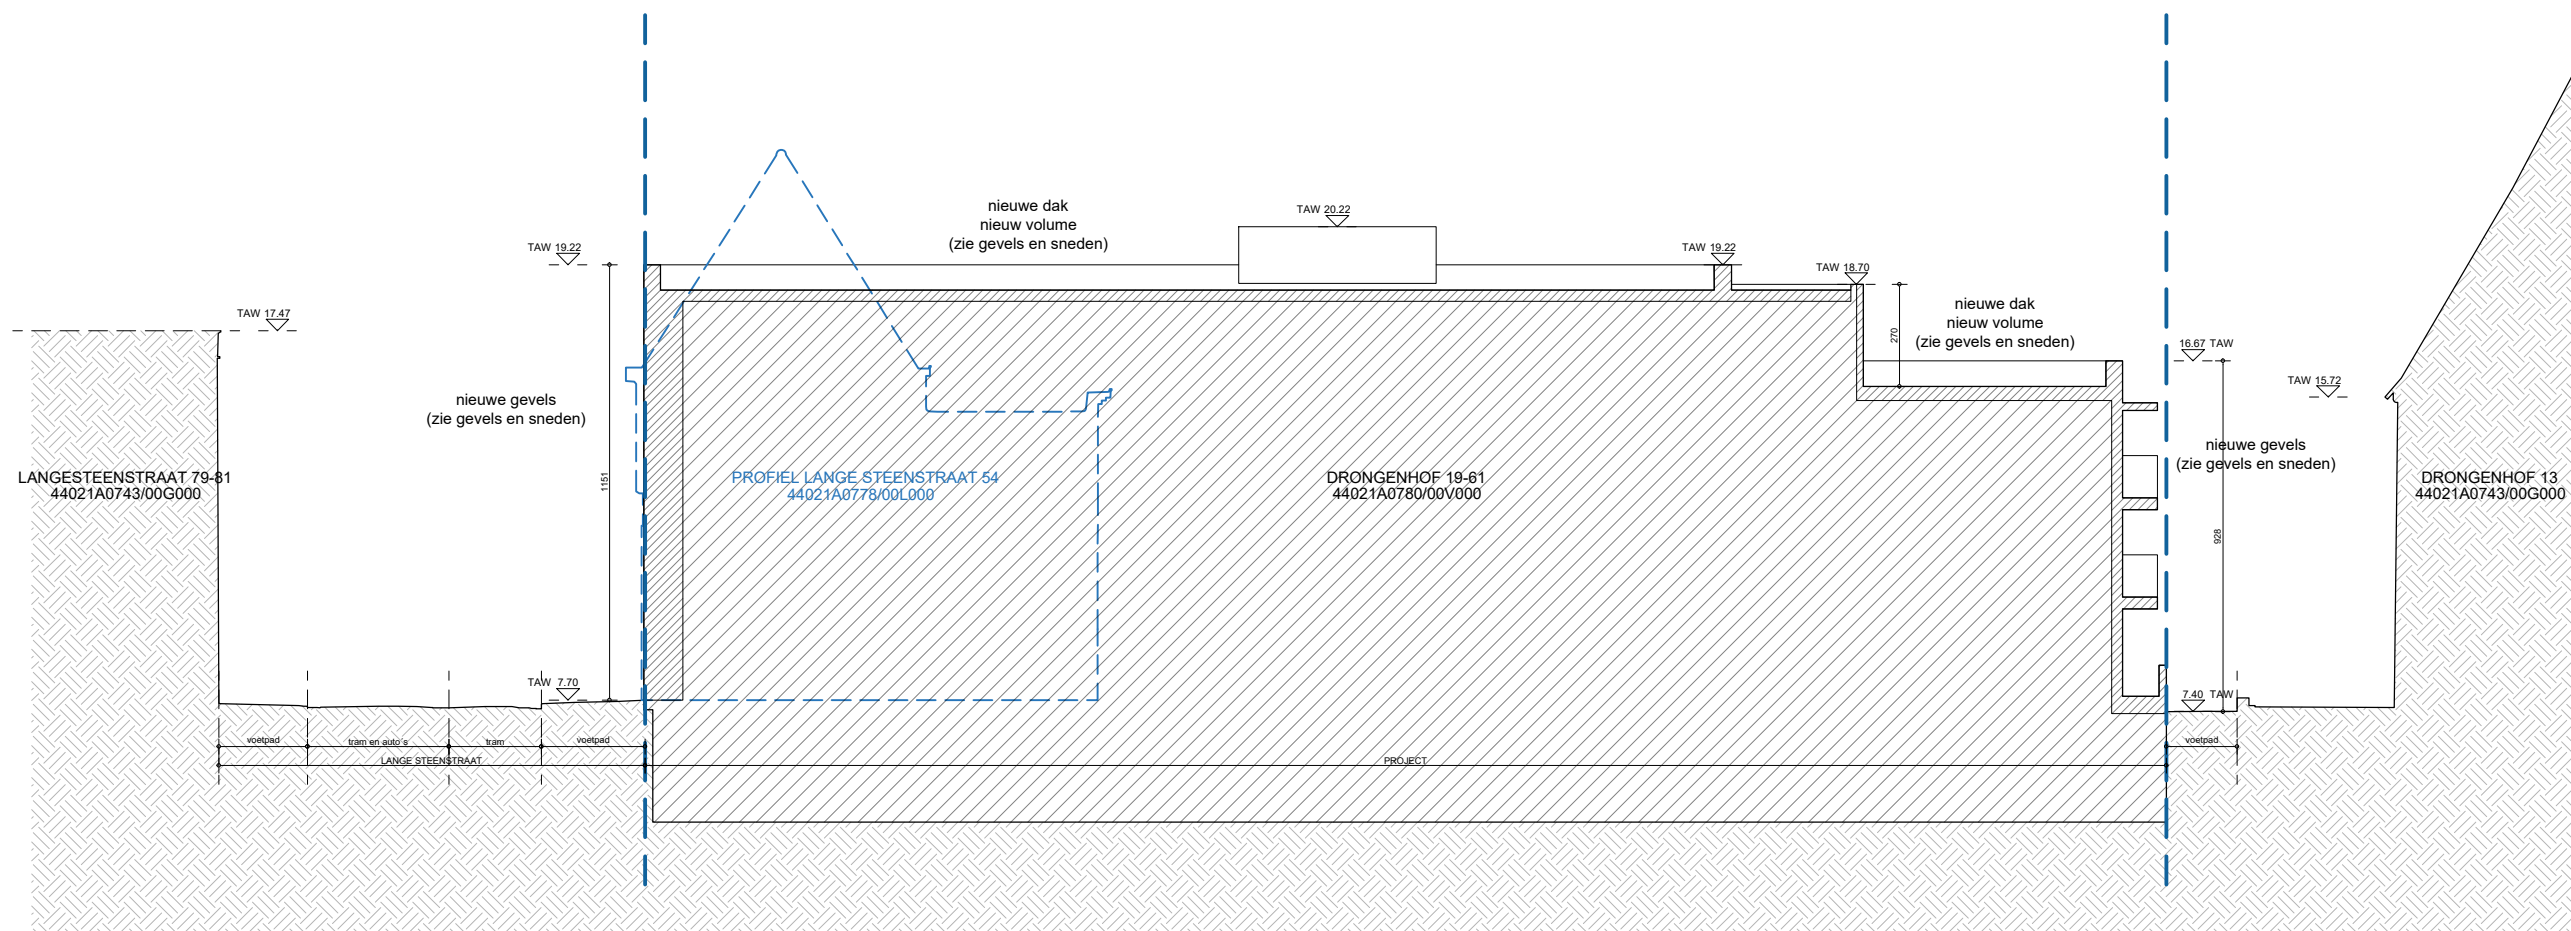 nieuwe dak
nieuw volume
(zie gevels en sneden)
TAW 20.22
TAW 19.22
TAW 19.22
TAW 18.70
TAW 17.47
nieuwe dak
nieuw volume
(zie gevels en sneden)
270
16.67 TAW
TAW 15.72
nieuwe gevels
(zie gevels en sneden)
nieuwe gevels
(zie gevels en sneden)
LANGESTEENSTRAAT 79-81
44021A0743/00G000
1151
PROFIEL LANGE STEENSTRAAT 54
44021A0778/00L000
DRONGENHOF 19-61
44021A0780/00V000
DRONGENHOF 13
44021A0743/00G000
928
TAW 7.70
7.40 TAW
voetpad
tram en auto´s
tram
voetpad
voetpad
LANGE STEENSTRAAT
PROJECT